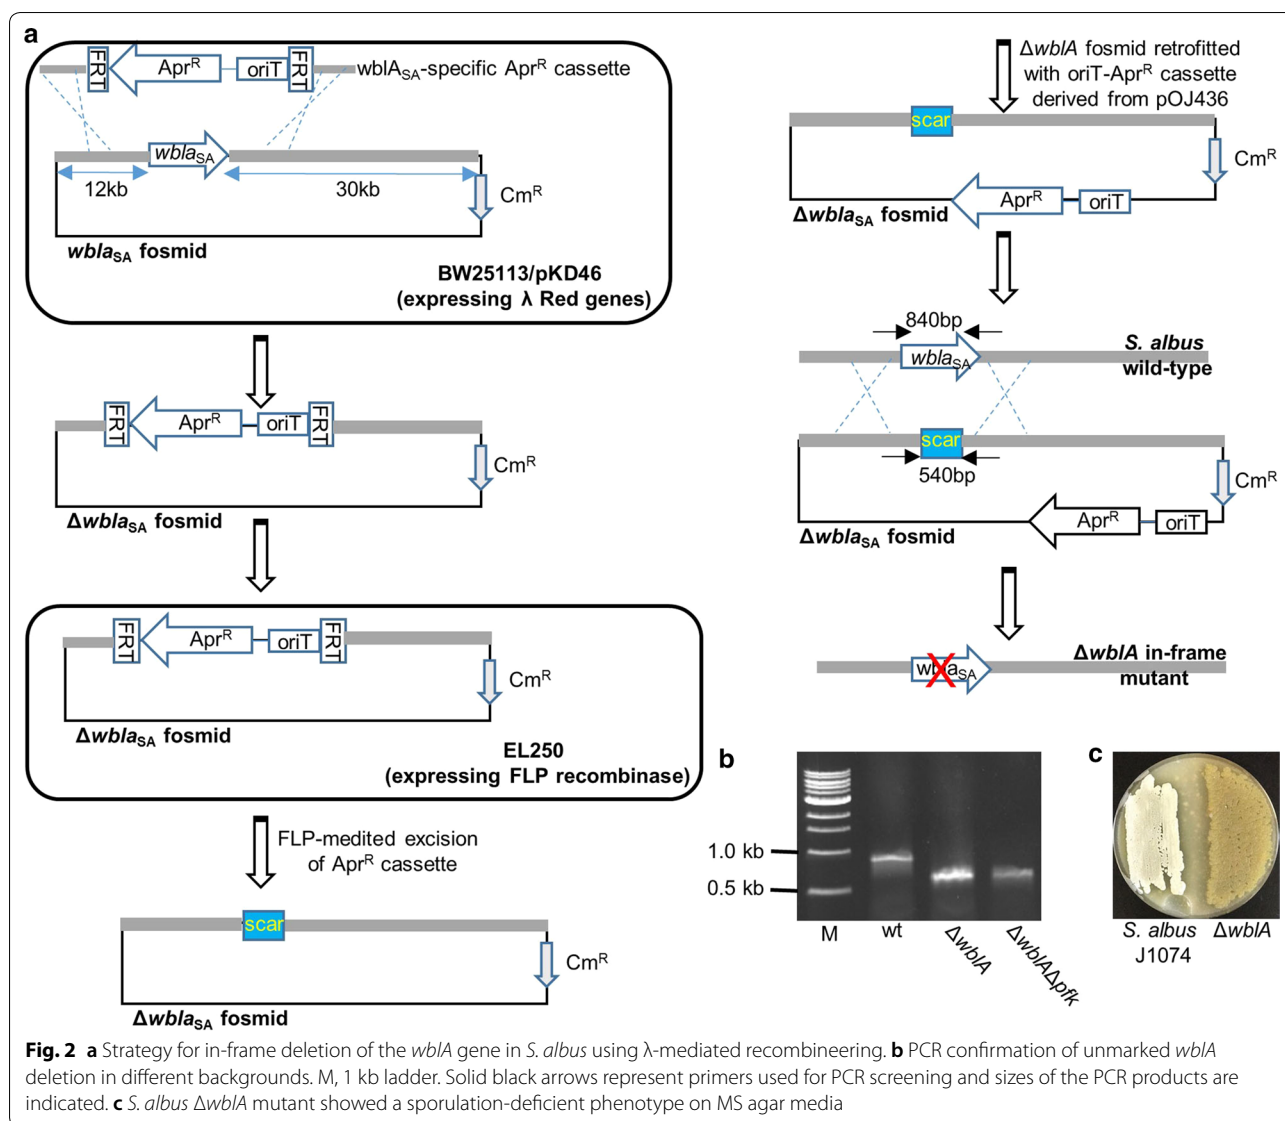 a
FRT
Apr^R
oriT
FRT
wblA_SA-specific Apr^R cassette
wbla_SA
12kb
30kb
Cm^R
wbla_SA fosmid
BW25113/pKD46
(expressing λ Red genes)
FRT
Apr^R
oriT
FRT
Cm^R
Δwbla_SA fosmid
FRT
Apr^R
oriT
FRT
Cm^R
Δwbla_SA fosmid
EL250
(expressing FLP recombinase)
FLP-medited excision
of Apr^R cassette
scar
Cm^R
Δwbla_SA fosmid
ΔwblA fosmid retrofitted
with oriT-Apr^R cassette
derived from pOJ436
scar
Cm^R
Apr^R
oriT
Δwbla_SA fosmid
840bp
wbla_SA
S. albus
wild-type
scar
540bp
Cm^R
Apr^R
oriT
Δwbla_SA fosmid
wbla_SA
ΔwblA in-frame
mutant
b
1.0 kb
0.5 kb
M
wt
ΔwblA
ΔwblAΔpfk
c
S. albus
J1074
ΔwblA
Fig. 2 a Strategy for in-frame deletion of the wblA gene in S. albus using λ-mediated recombineering. b PCR confirmation of unmarked wblA
deletion in different backgrounds. M, 1 kb ladder. Solid black arrows represent primers used for PCR screening and sizes of the PCR products are
indicated. c S. albus ΔwblA mutant showed a sporulation-deficient phenotype on MS agar media